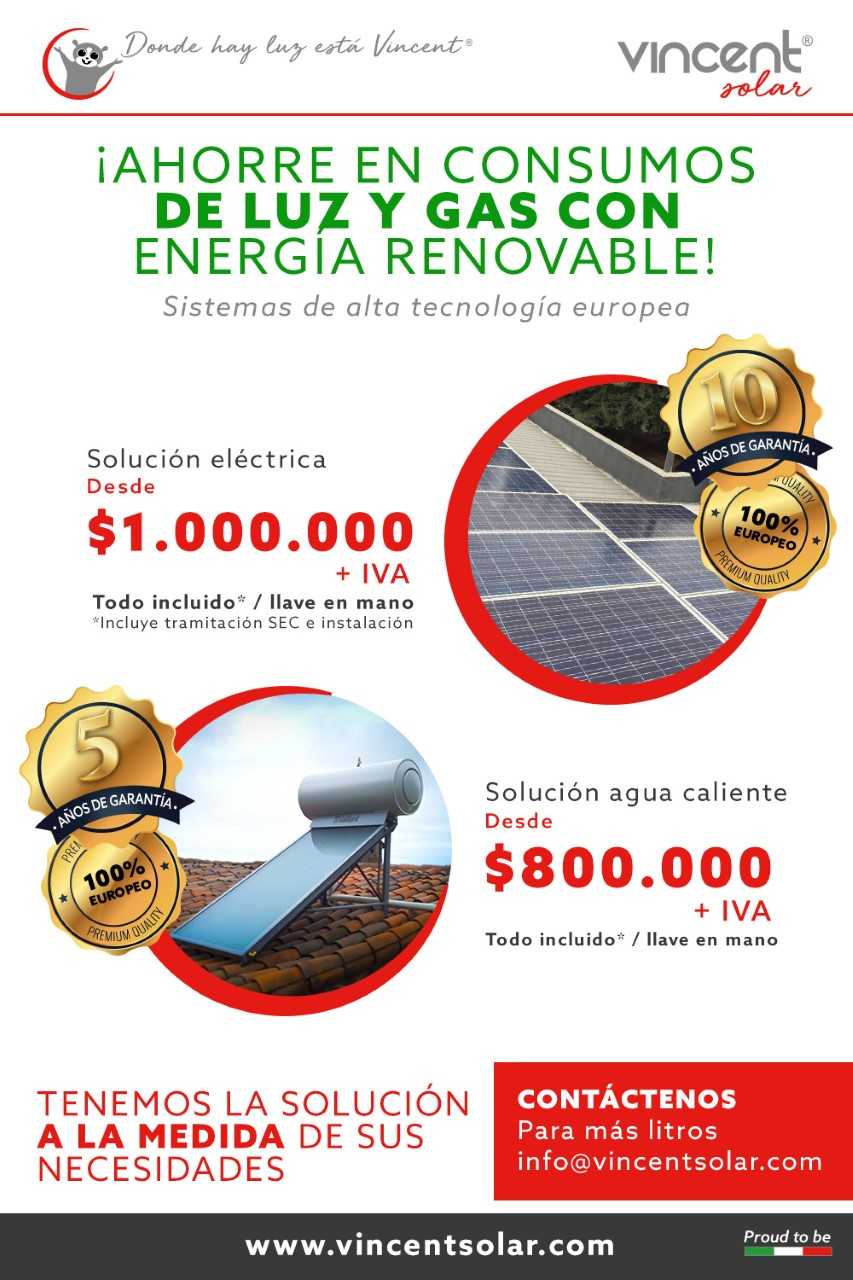 Donde hay luz está Vincent®
vincent®
solar
¡AHORRE EN CONSUMOS
DE LUZ Y GAS CON
ENERGÍA RENOVABLE!
Sistemas de alta tecnología europea
10
AÑOS DE GARANTÍA
QUALITY
100%
EUROPEO
PREMIUM QUALITY
Solución eléctrica
Desde
$1.000.000
+ IVA
Todo incluido* / llave en mano
*Incluye tramitación SEC e instalación
5
AÑOS DE GARANTÍA
100%
EUROPEO
PREMIUM QUALITY
Solución agua caliente
Desde
$800.000
+ IVA
Todo incluido* / llave en mano
TENEMOS LA SOLUCIÓN
A LA MEDIDA DE SUS
NECESIDADES
CONTÁCTENOS
Para más litros
info@vincentsolar.com
www.vincentsolar.com
Proud to be